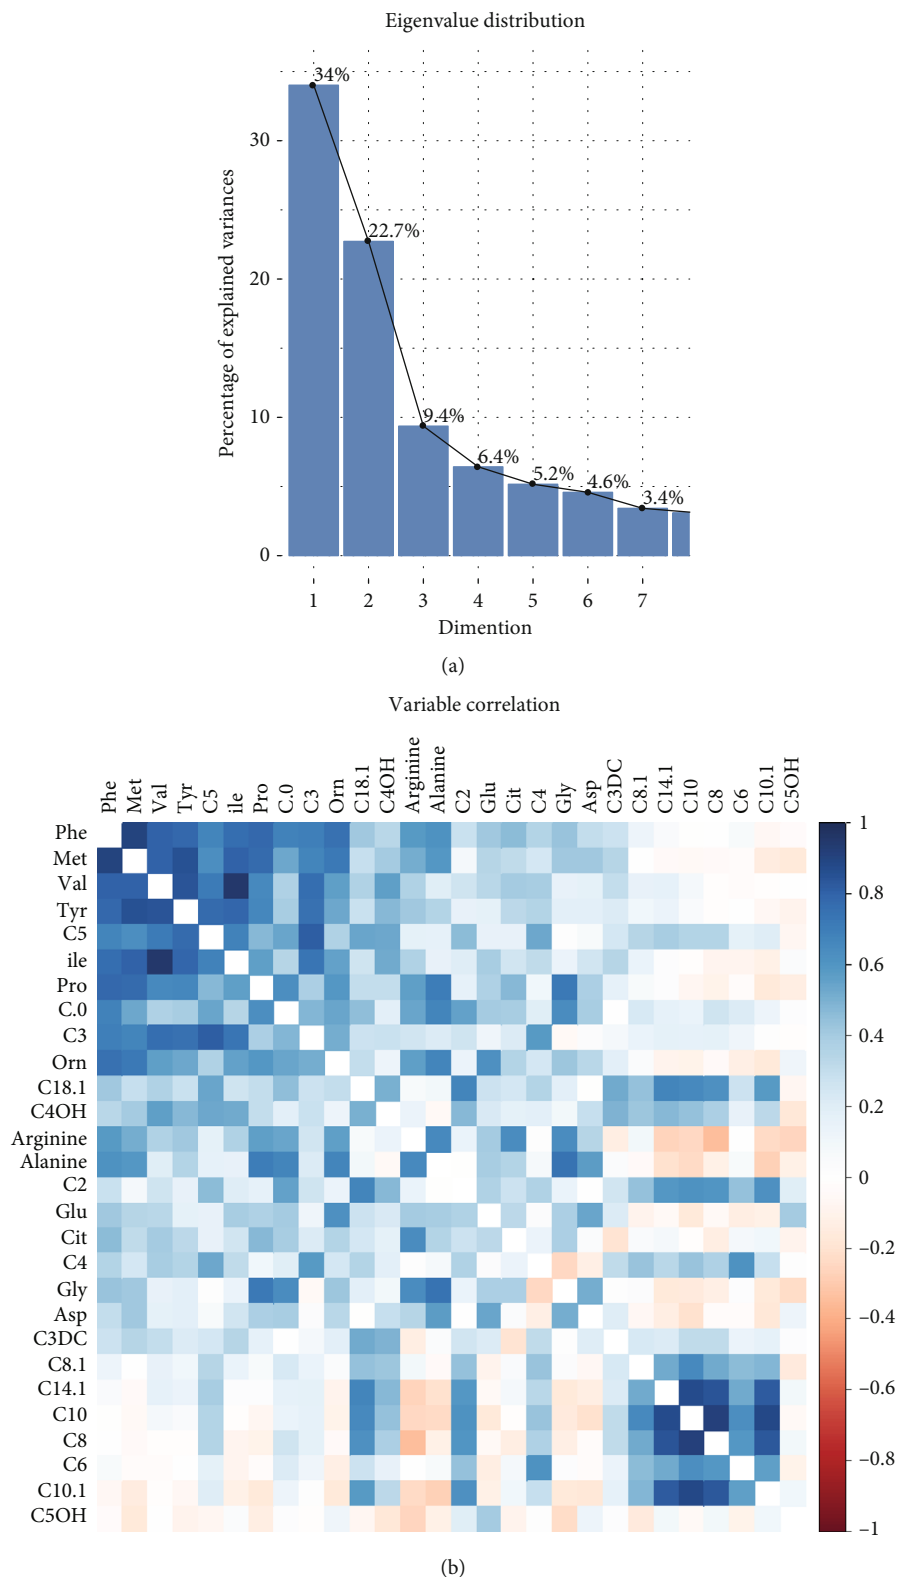 Eigenvalue distribution
34%
22.7%
9.4%
6.4%
5.2%
4.6%
3.4%
30
20
10
0
Percentage of explained variances
1 2 3 4 5 6 7
Dimention
(a)
Variable correlation
Phe Met Val Tyr C5 ile Pro C.0 C3 Orn C18.1 C4OH Arginine Alanine C2 Glu Cit C4 Gly Asp C3DC C8.1 C14.1 C10 C8 C6 C10.1 C5OH
Phe
Met
Val
Tyr
C5
ile
Pro
C.0
C3
Orn
C18.1
C4OH
Arginine
Alanine
C2
Glu
Cit
C4
Gly
Asp
C3DC
C8.1
C14.1
C10
C8
C6
C10.1
C5OH
1
0.8
0.6
0.4
0.2
0
−0.2
−0.4
−0.6
−0.8
−1
(b)